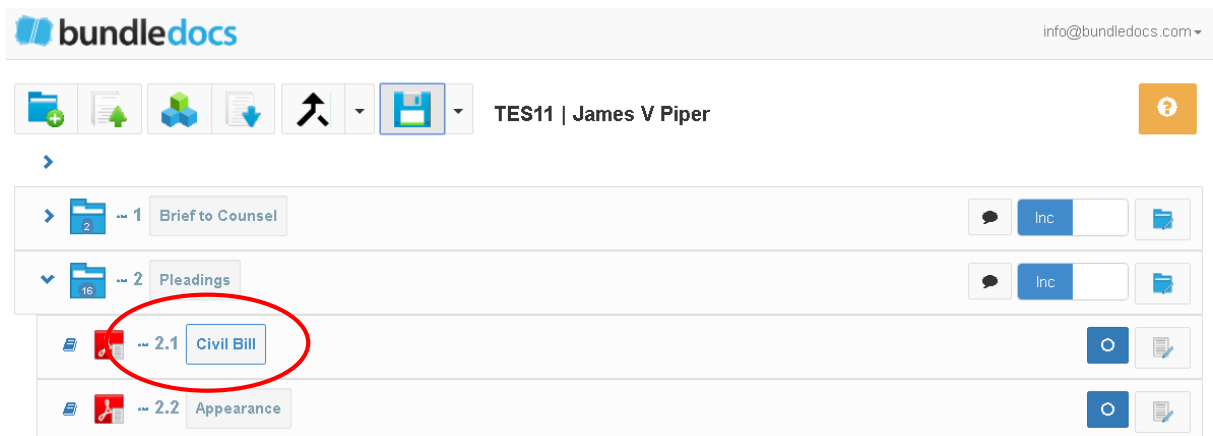 bundledocs
info@bundledocs.com
TES11 | James V Piper
?
2 ... 1 Brief to Counsel Inc
16 ... 2 Pleadings Inc
... 2.1 Civil Bill
... 2.2 Appearance